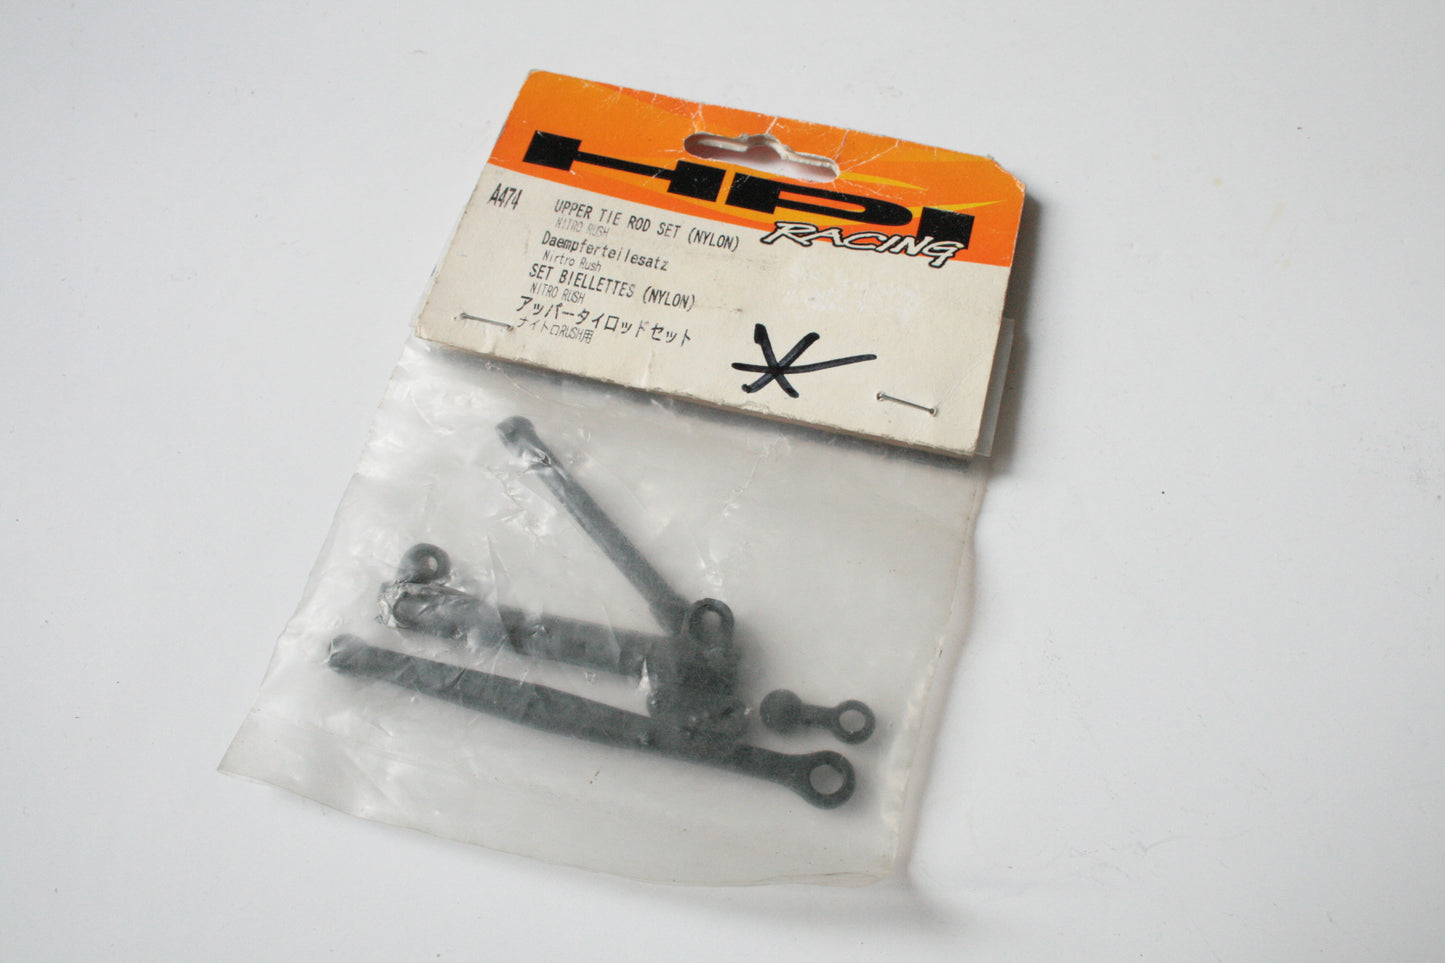 HPI
RACING
A474
UPPER TIE ROD SET (NYLON)
NITRO RUSH
Daempferteilesatz
Nirtro Rush
SET BIELLETTES (NYLON)
NITRO RUSH
アッパータイロッドセット
ナイトロRUSH用